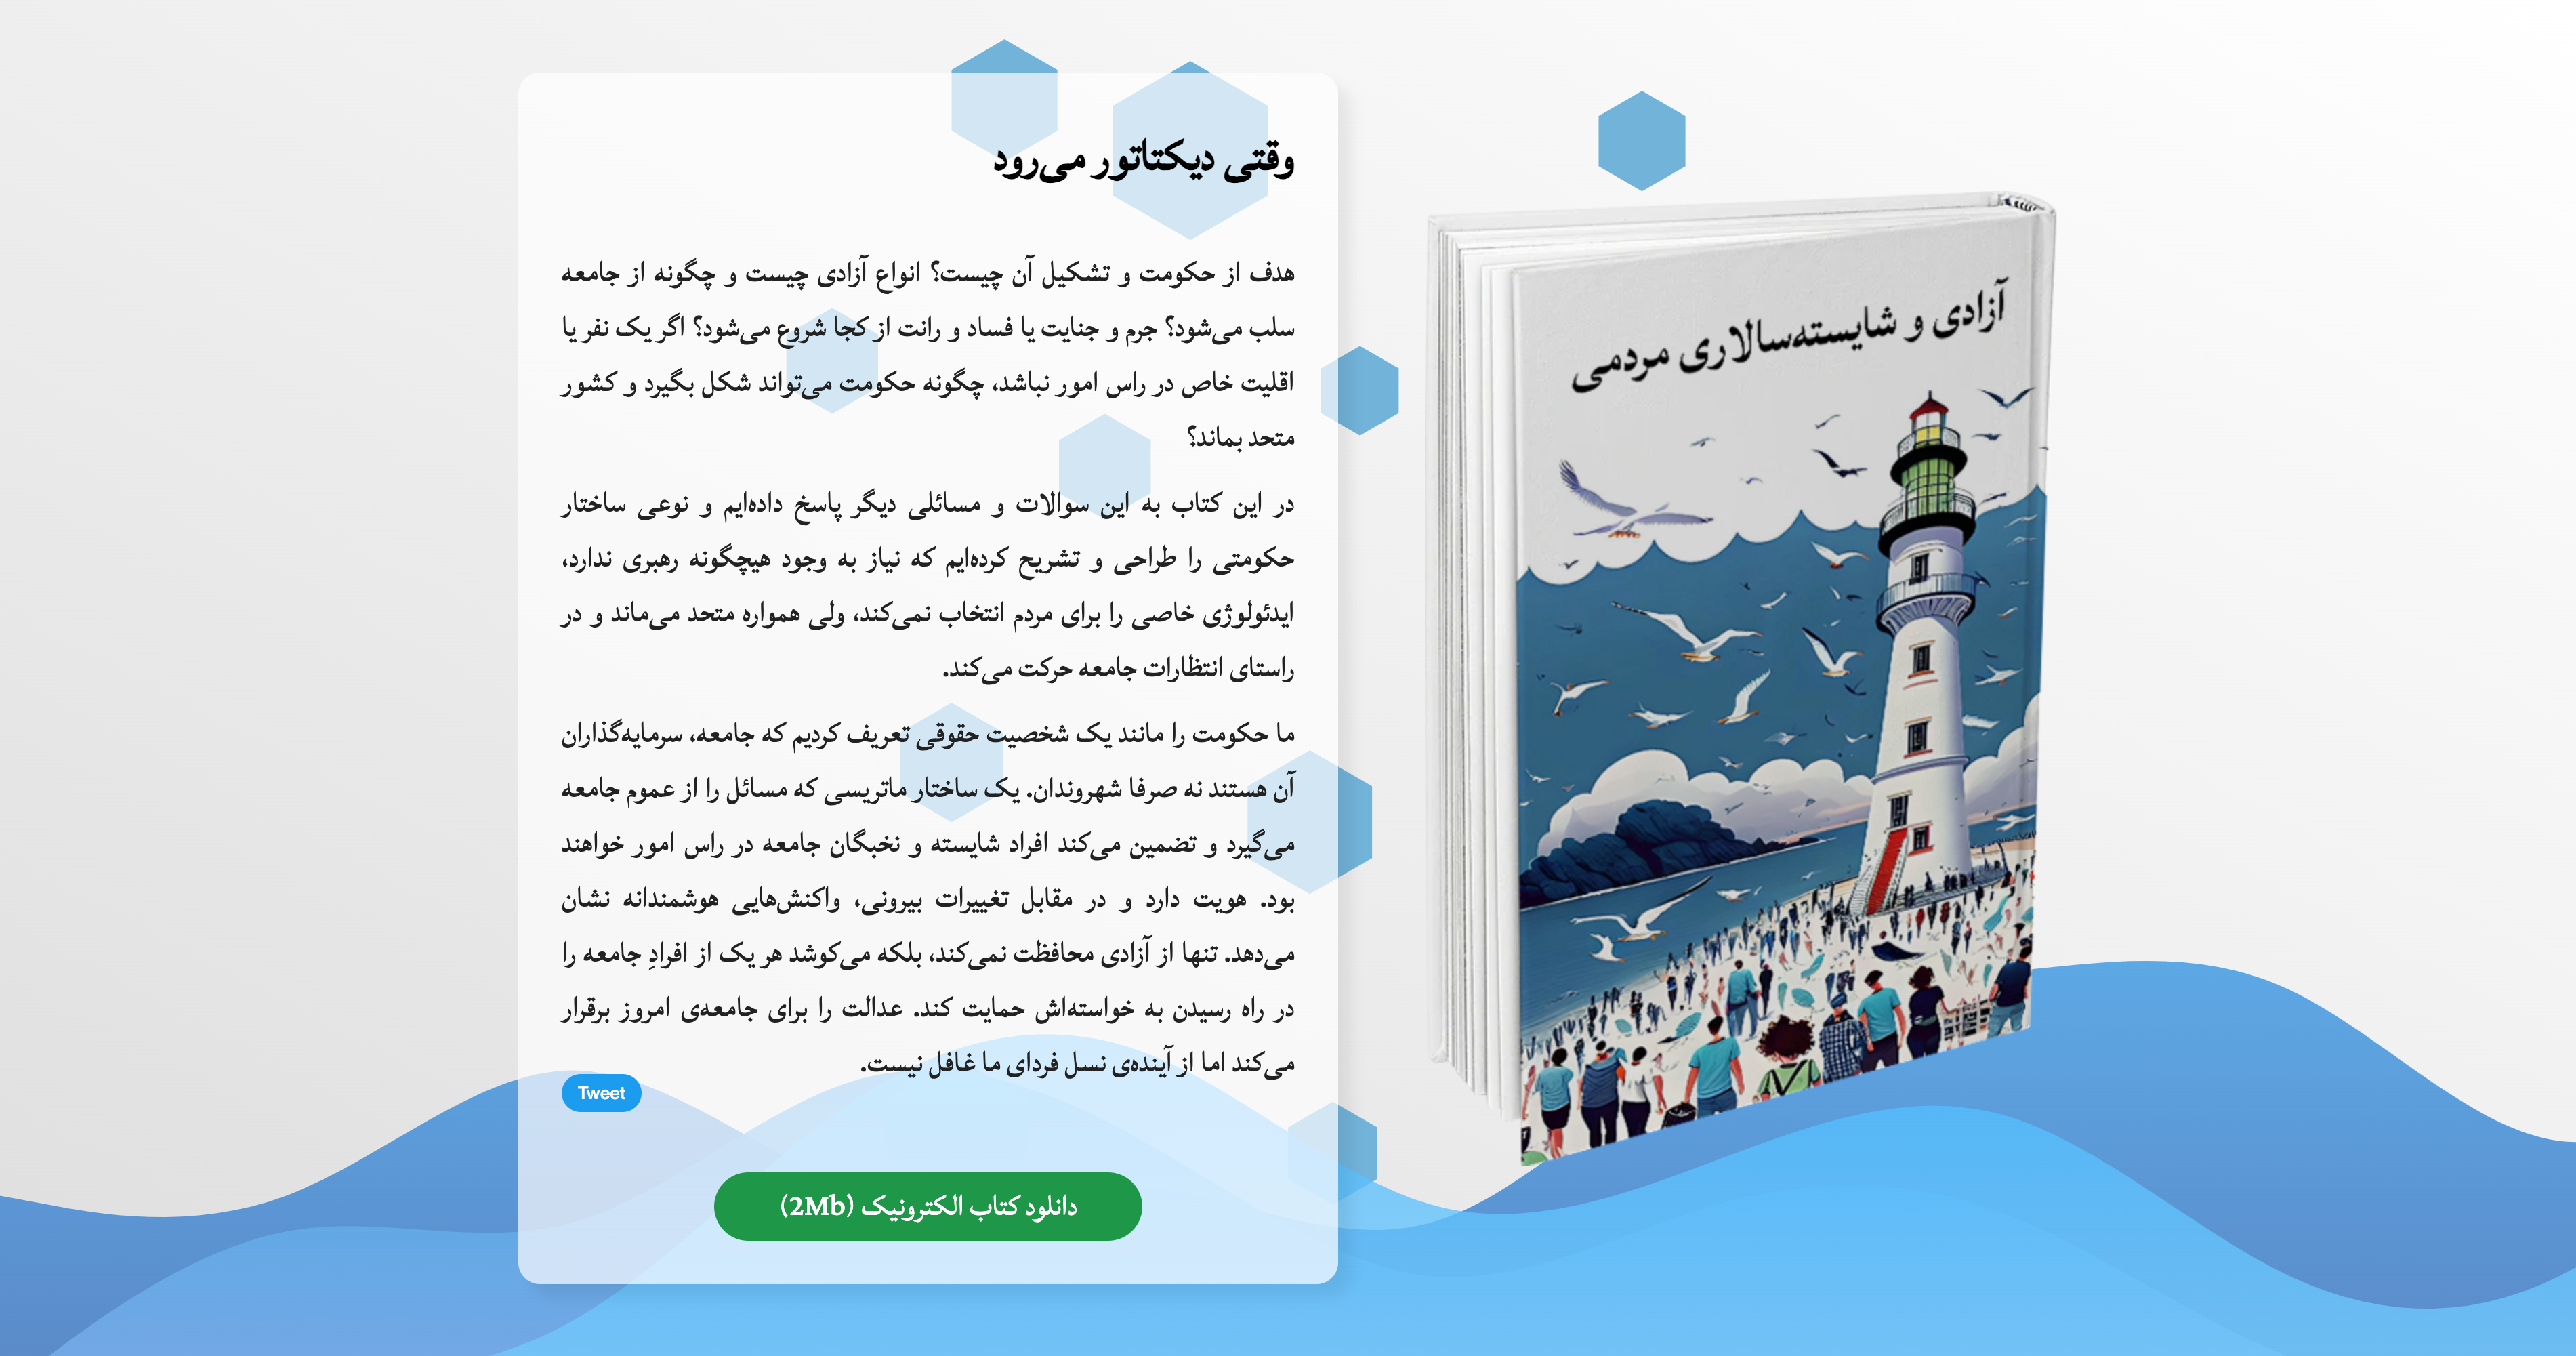 وقتی دیکتاتور می‌رود
هدف از حکومت و تشکیل آن چیست؟ انواع آزادی چیست و چگونه از جامعه
سلب می‌شود؟ جرم و جنایت یا فساد و رانت از کجا شروع می‌شود؟ اگر یک نفر یا
اقلیت خاص در راس امور نباشد، چگونه حکومت می‌تواند شکل بگیرد و کشور
متحد بماند؟
در این کتاب به این سوالات و مسائلی دیگر پاسخ داده‌ایم و نوعی ساختار
حکومتی را طراحی و تشریح کرده‌ایم که نیاز به وجود هیچگونه رهبری ندارد،
ایدئولوژی خاصی را برای مردم انتخاب نمی‌کند، ولی همواره متحد می‌ماند و در
راستای انتظارات جامعه حرکت می‌کند.
ما حکومت را مانند یک شخصیت حقوقی تعریف کردیم که جامعه، سرمایه‌گذاران
آن هستند نه صرفا شهروندان. یک ساختار ماتریسی که مسائل را از عموم جامعه
می‌گیرد و تضمین می‌کند افراد شایسته و نخبگان جامعه در راس امور خواهند
بود. هویت دارد و در مقابل تغییرات بیرونی، واکنش‌هایی هوشمندانه نشان
می‌دهد. تنها از آزادی محافظت نمی‌کند، بلکه می‌کوشد هر یک از افرادِ جامعه را
در راه رسیدن به خواسته‌اش حمایت کند. عدالت را برای جامعه‌ی امروز برقرار
می‌کند اما از آینده‌ی نسل فردای ما غافل نیست.
Tweet
دانلود کتاب الکترونیک (2Mb)
آزادی و شایسته‌سالاری مردمی